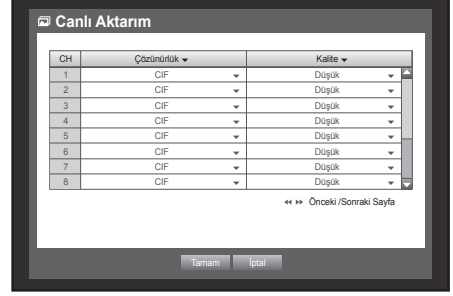 Canlı Aktarım
CH Çözünürlük Kalite
1 CIF Düşük
2 CIF Düşük
3 CIF Düşük
4 CIF Düşük
5 CIF Düşük
6 CIF Düşük
7 CIF Düşük
8 CIF Düşük
Önceki /Sonraki Sayfa
Tamam İptal